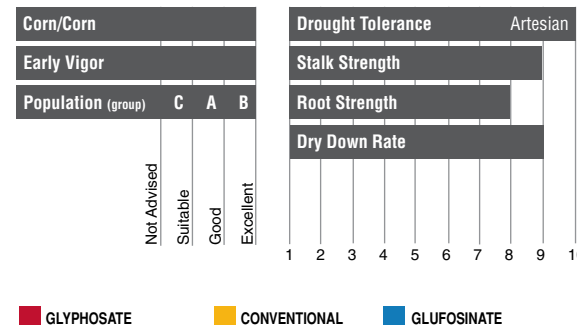 Corn/Corn
Early Vigor
Population (group) C A B
Not Advised
Suitable
Good
Excellent
Drought Tolerance Artesian
Stalk Strength
Root Strength
Dry Down Rate
1 2 3 4 5 6 7 8 9 1
GLYPHOSATE CONVENTIONAL GLUFOSINATE